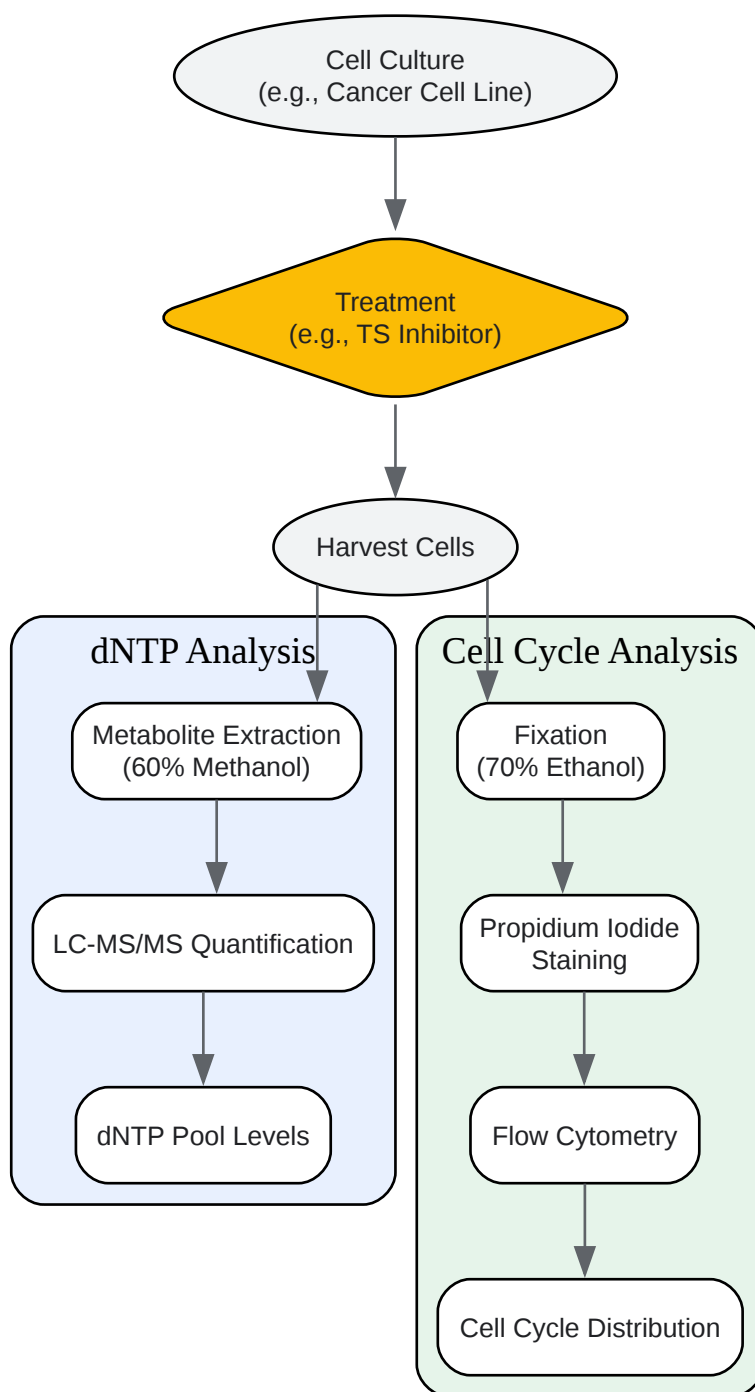 Cell Culture
(e.g., Cancer Cell Line)
Treatment
(e.g., TS Inhibitor)
Harvest Cells
dNTP Analysis
Metabolite Extraction
(60% Methanol)
LC-MS/MS Quantification
dNTP Pool Levels
Cell Cycle Analysis
Fixation
(70% Ethanol)
Propidium Iodide
Staining
Flow Cytometry
Cell Cycle Distribution